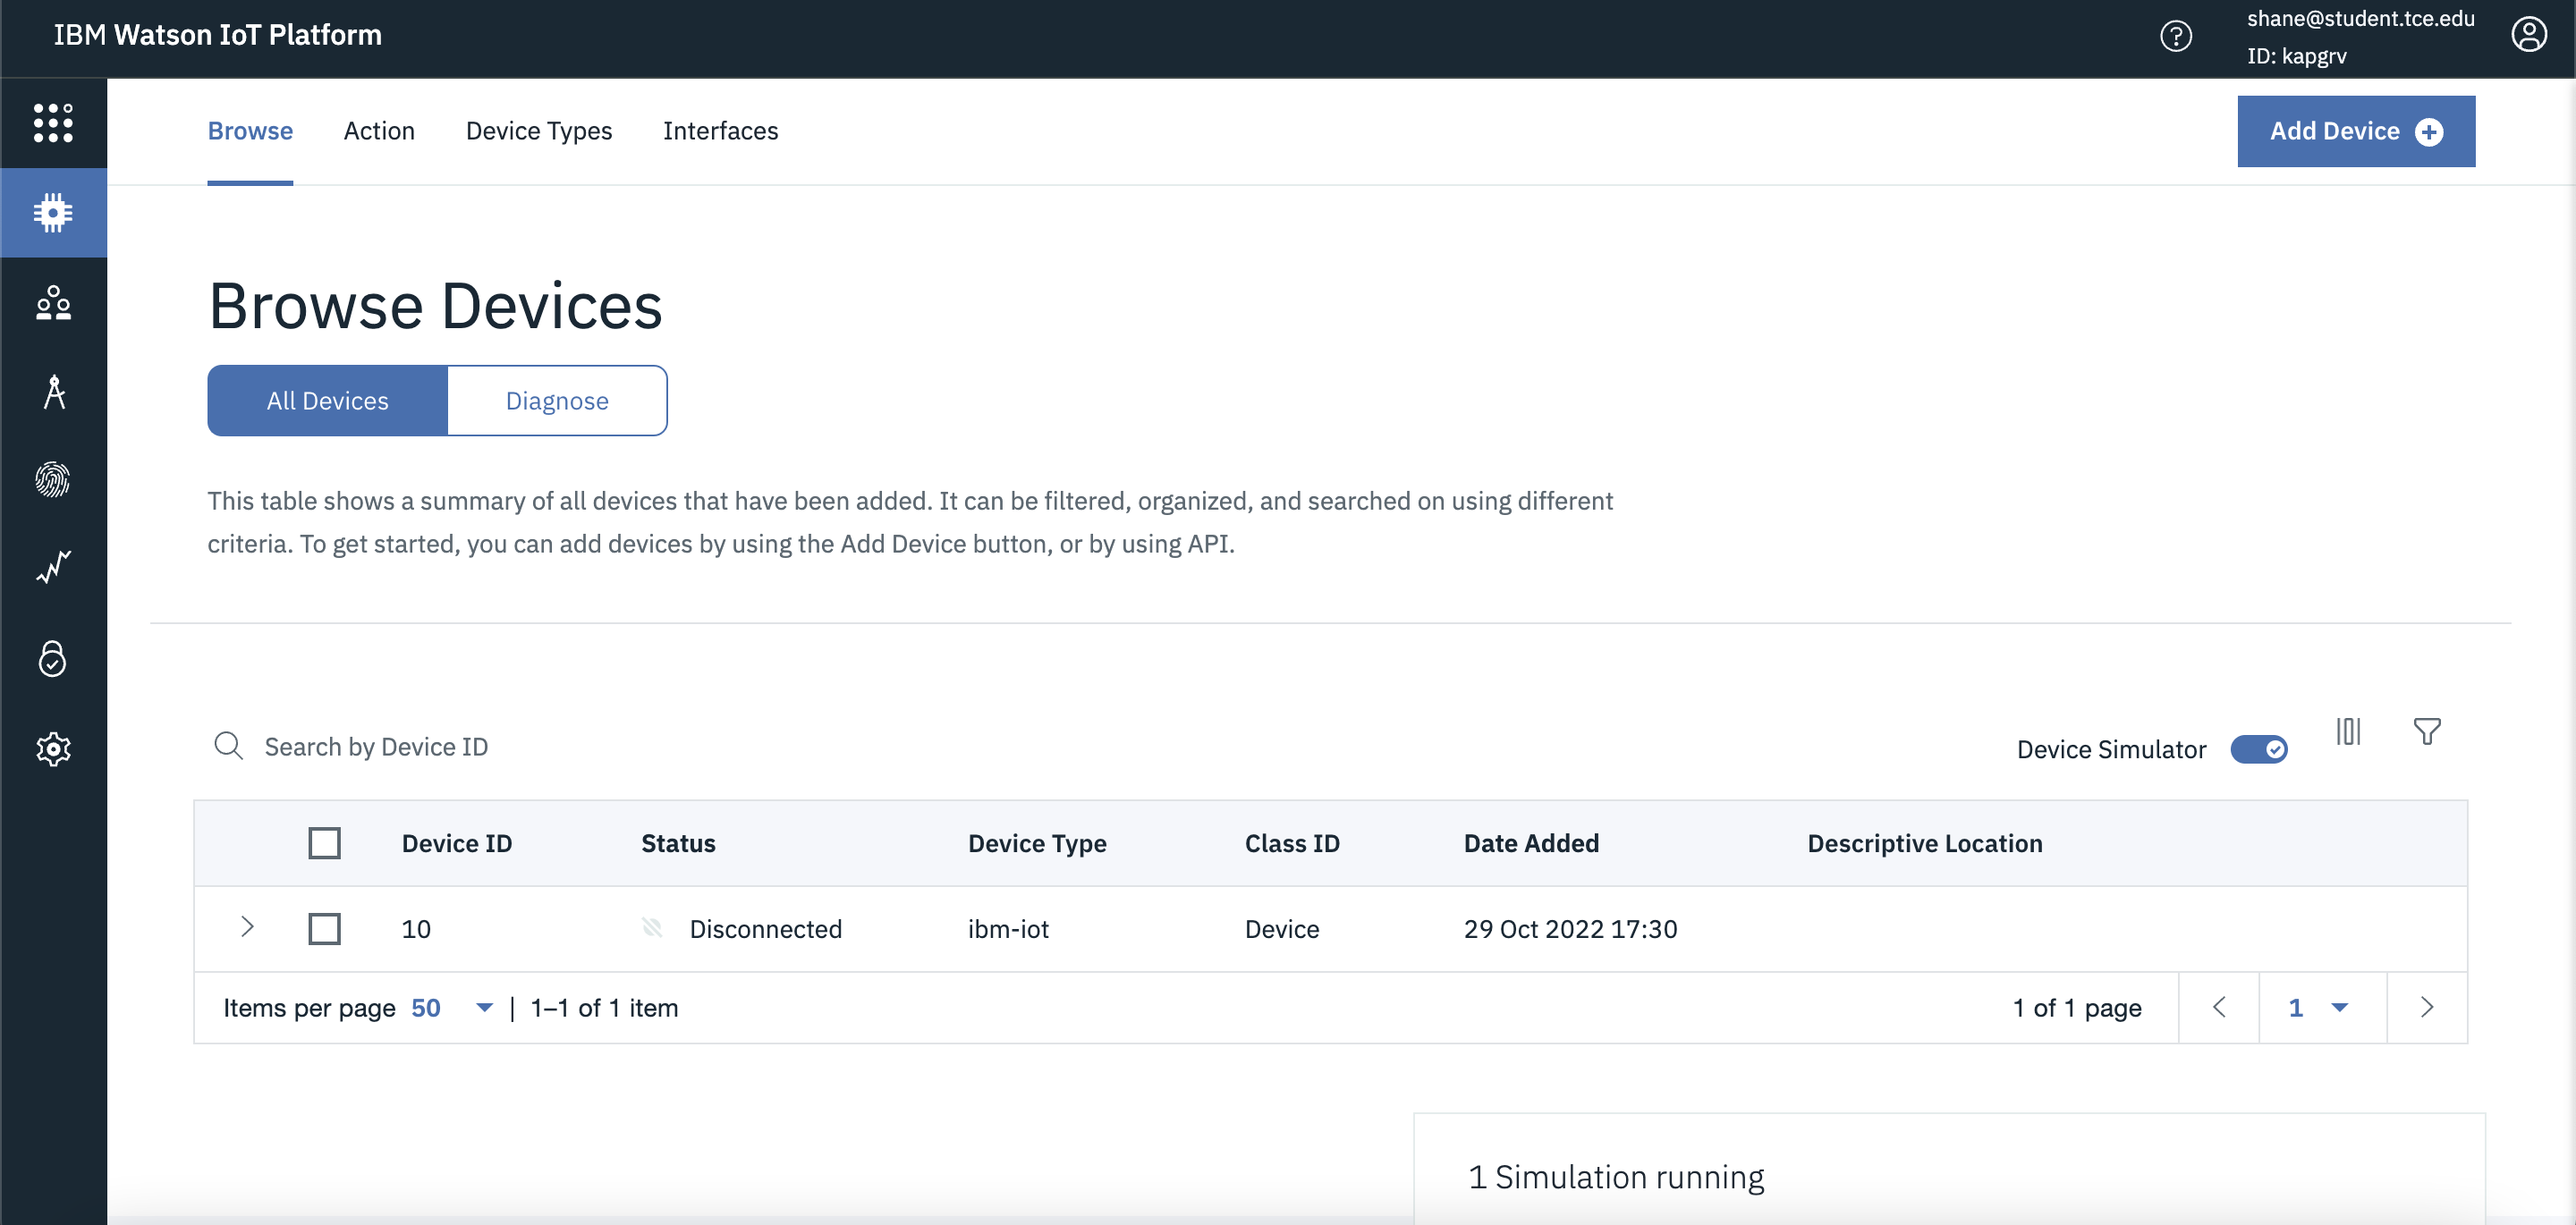 IBM Watson IoT Platform
shane@student.tce.edu
ID: kapgrv
Browse Action Device Types Interfaces
Add Device
Browse Devices
All Devices Diagnose
This table shows a summary of all devices that have been added. It can be filtered, organized, and searched on using different
criteria. To get started, you can add devices by using the Add Device button, or by using API.
Search by Device ID
Device Simulator
Device ID Status Device Type Class ID Date Added Descriptive Location
10 Disconnected ibm-iot Device 29 Oct 2022 17:30
Items per page 50 | 1–1 of 1 item 1 of 1 page 1
1 Simulation running